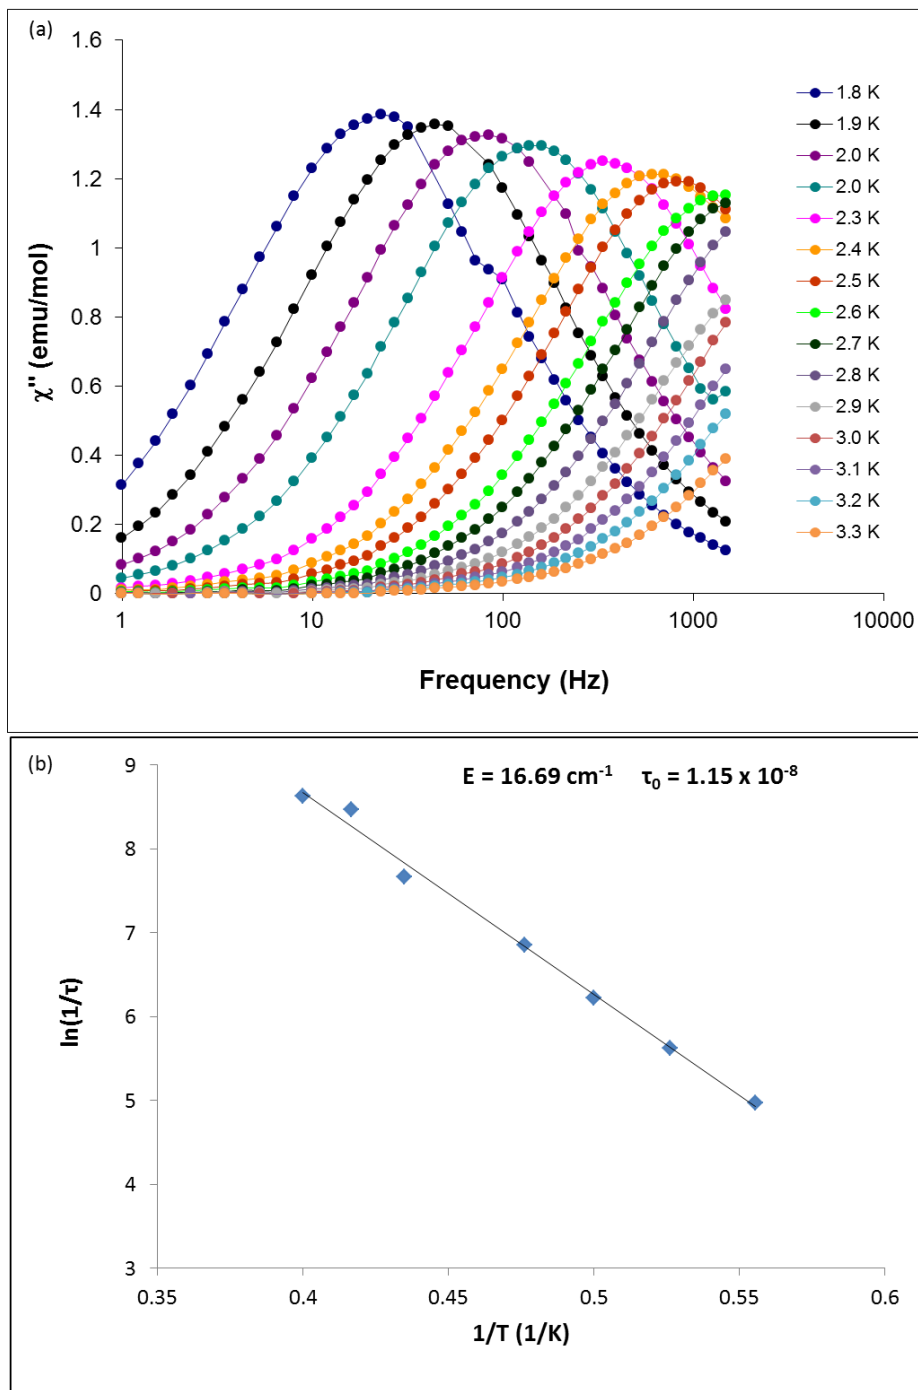 (a)
1.6
1.4
1.2
1
0.8
0.6
0.4
0.2
0
χ" (emu/mol)
1 10 100 1000 10000
Frequency (Hz)
1.8 K
1.9 K
2.0 K
2.0 K
2.3 K
2.4 K
2.5 K
2.6 K
2.7 K
2.8 K
2.9 K
3.0 K
3.1 K
3.2 K
3.3 K
(b)
E = 16.69 cm⁻¹ τ₀ = 1.15 x 10⁻⁸
9
8
7
6
5
4
3
ln(1/τ)
0.35 0.4 0.45 0.5 0.55 0.6
1/T (1/K)